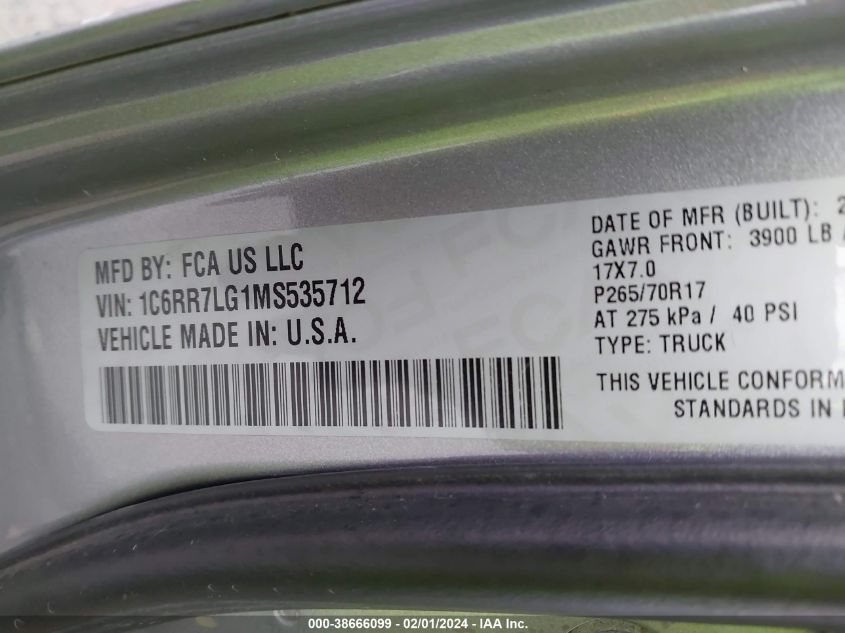 MFD BY: FCA US LLC
VIN: 1C6RR7LG1MS535712
VEHICLE MADE IN: U.S.A.
DATE OF MFR (BUILT): 2
GAWR FRONT: 3900 LB
17X7.0
P265/70R17
AT 275 kPa / 40 PSI
TYPE: TRUCK
THIS VEHICLE CONFORM
STANDARDS IN
000-38666099 - 02/01/2024 - IAA Inc.